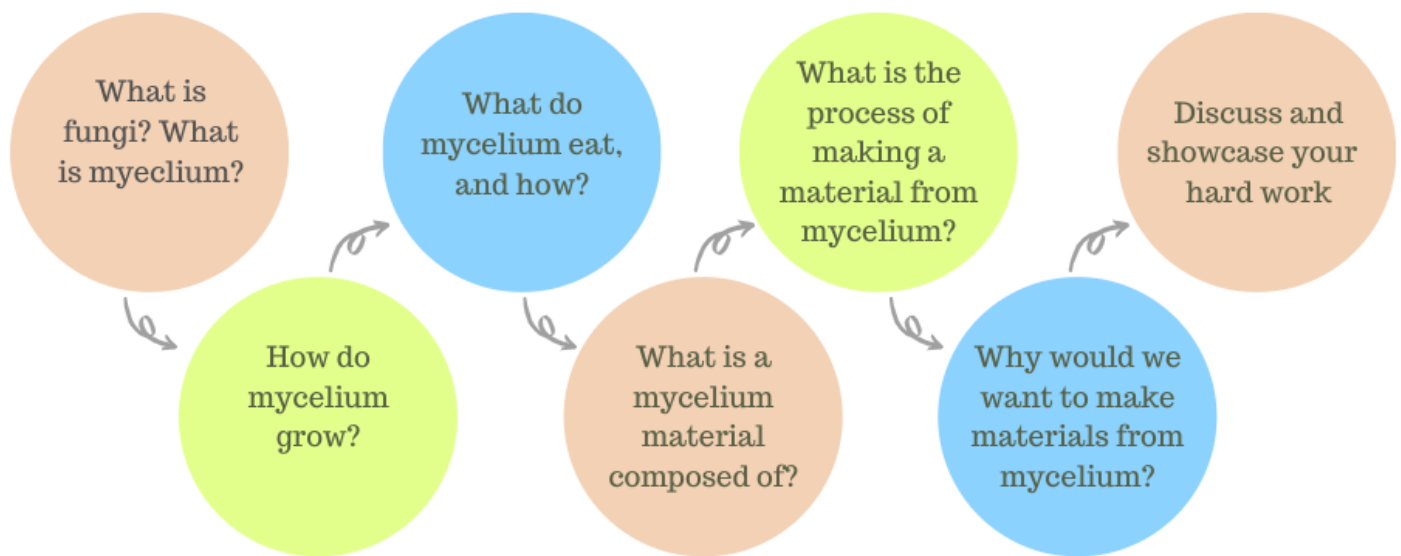 What is
fungi? What
is myeclium?
How do
mycelium
grow?
What do
mycelium eat,
and how?
What is a
mycelium
material
composed of?
What is the
process of
making a
material from
mycelium?
Why would we
want to make
materials from
mycelium?
Discuss and
showcase your
hard work